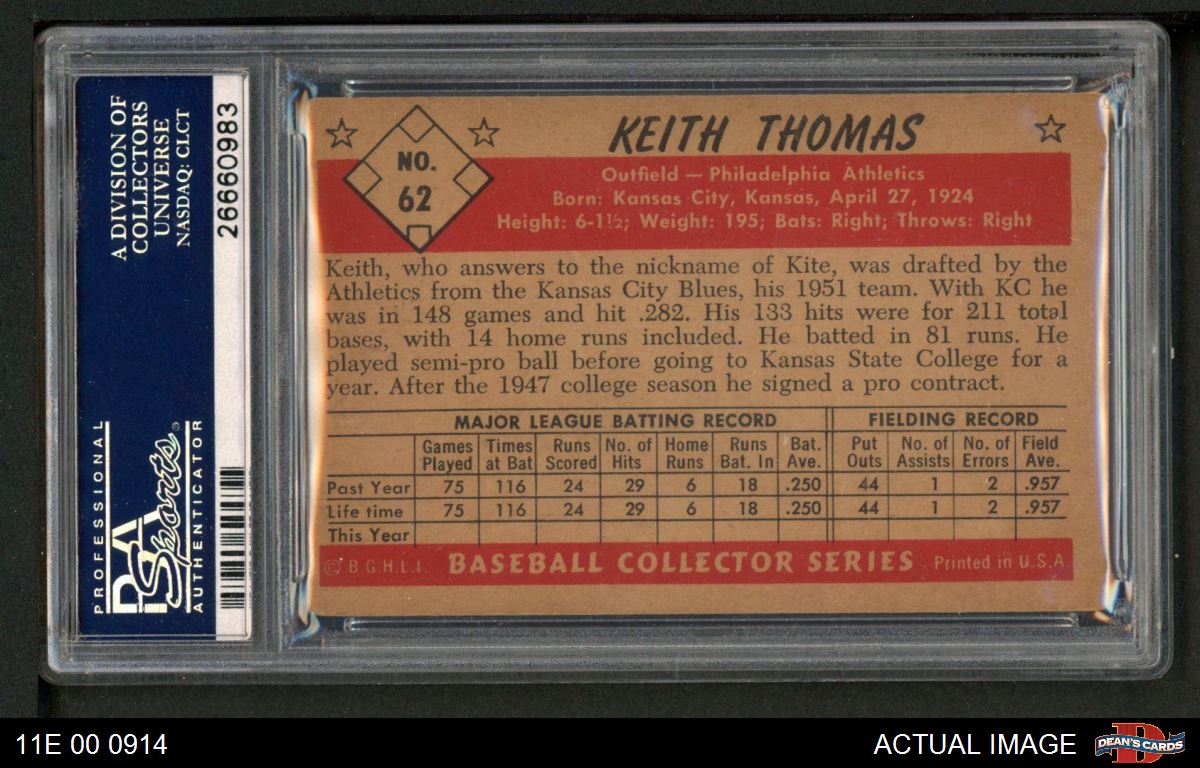 A DIVISION OF
COLLECTORS
UNIVERSE
NASDAQ: CLCT
26660983
PROFESSIONAL
PSA
Sports®
AUTHENTICATOR
NO.
62
KEITH THOMAS
Outfield — Philadelphia Athletics
Born: Kansas City, Kansas, April 27, 1924
Height: 6-1½; Weight: 195; Bats: Right; Throws: Right
Keith, who answers to the nickname of Kite, was drafted by the
Athletics from the Kansas City Blues, his 1951 team. With KC he
was in 148 games and hit .282. His 133 hits were for 211 total
bases, with 14 home runs included. He batted in 81 runs. He
played semi-pro ball before going to Kansas State College for a
year. After the 1947 college season he signed a pro contract.
MAJOR LEAGUE BATTING RECORD FIELDING RECORD
Games Times Runs No. of Home Runs Bat. Put No. of No. of Field
Played at Bat Scored Hits Runs Bat. In Ave. Outs Assists Errors Ave.
Past Year 75 116 24 29 6 18 .250 44 1 2 .957
Life time 75 116 24 29 6 18 .250 44 1 2 .957
This Year
© B.G.H.L.I. BASEBALL COLLECTOR SERIES Printed in U.S.A.
11E 00 0914 ACTUAL IMAGE DEAN'S CARDS